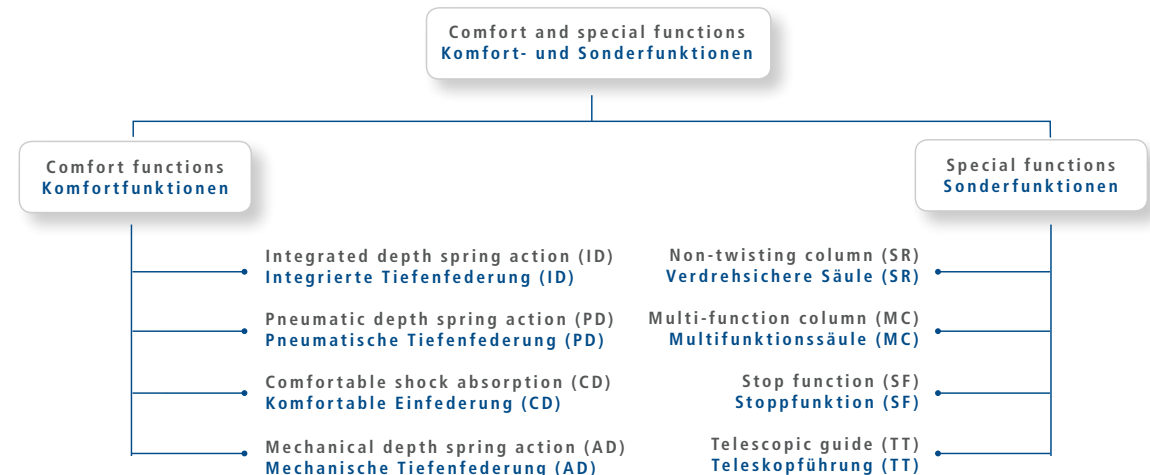 Comfort and special functions
Komfort- und Sonderfunktionen
Comfort functions
Komfortfunktionen
Special functions
Sonderfunktionen
Integrated depth spring action (ID)
Integrierte Tiefenfederung (ID)
Pneumatic depth spring action (PD)
Pneumatische Tiefenfederung (PD)
Comfortable shock absorption (CD)
Komfortable Einfederung (CD)
Mechanical depth spring action (AD)
Mechanische Tiefenfederung (AD)
Non-twisting column (SR)
Verdrehsichere Säule (SR)
Multi-function column (MC)
Multifunktionssäule (MC)
Stop function (SF)
Stoppfunktion (SF)
Telescopic guide (TT)
Teleskopführung (TT)